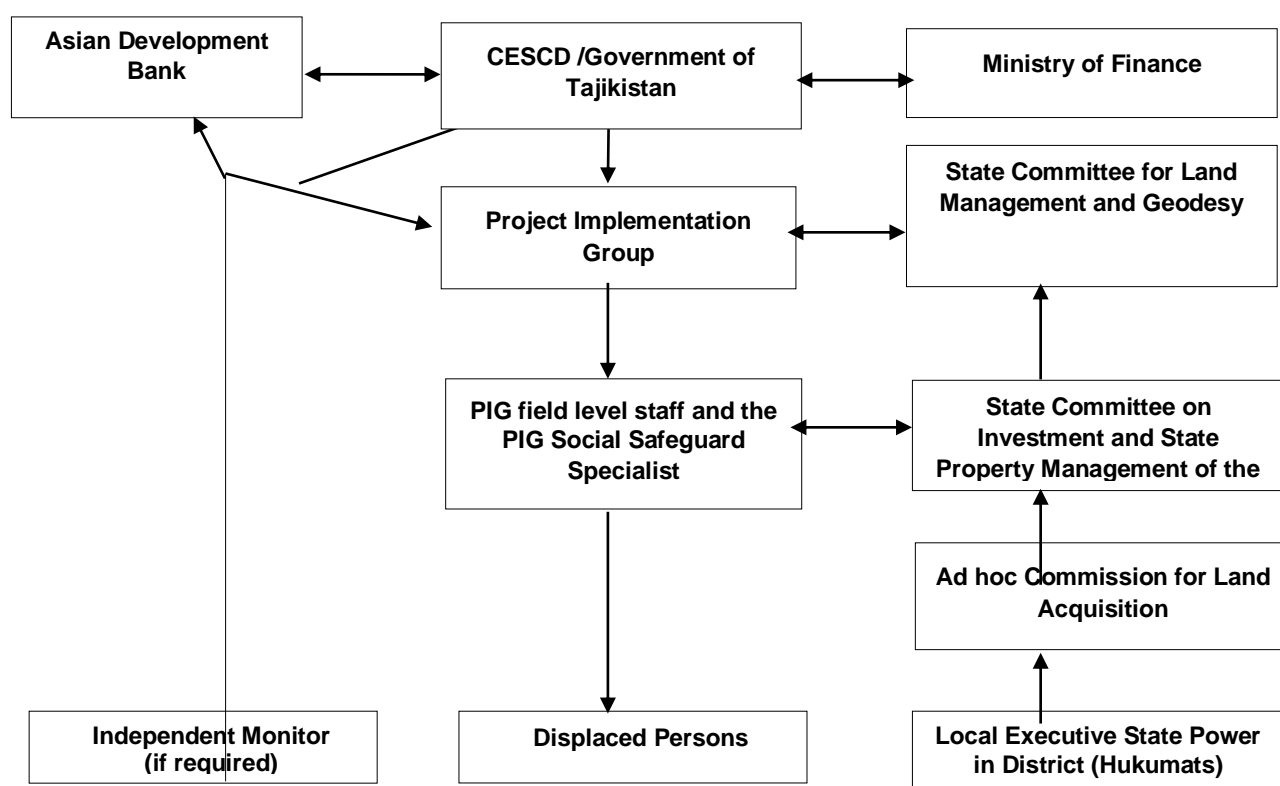 Asian Development
Bank
CESCD /Government of
Tajikistan
Ministry of Finance
State Committee for Land
Management and Geodesy
Project Implementation
Group
PIG field level staff and the
PIG Social Safeguard
Specialist
State Committee on
Investment and State
Property Management of the
Ad hoc Commission for Land
Acquisition
Independent Monitor
(if required)
Displaced Persons
Local Executive State Power
in District (Hukumats)